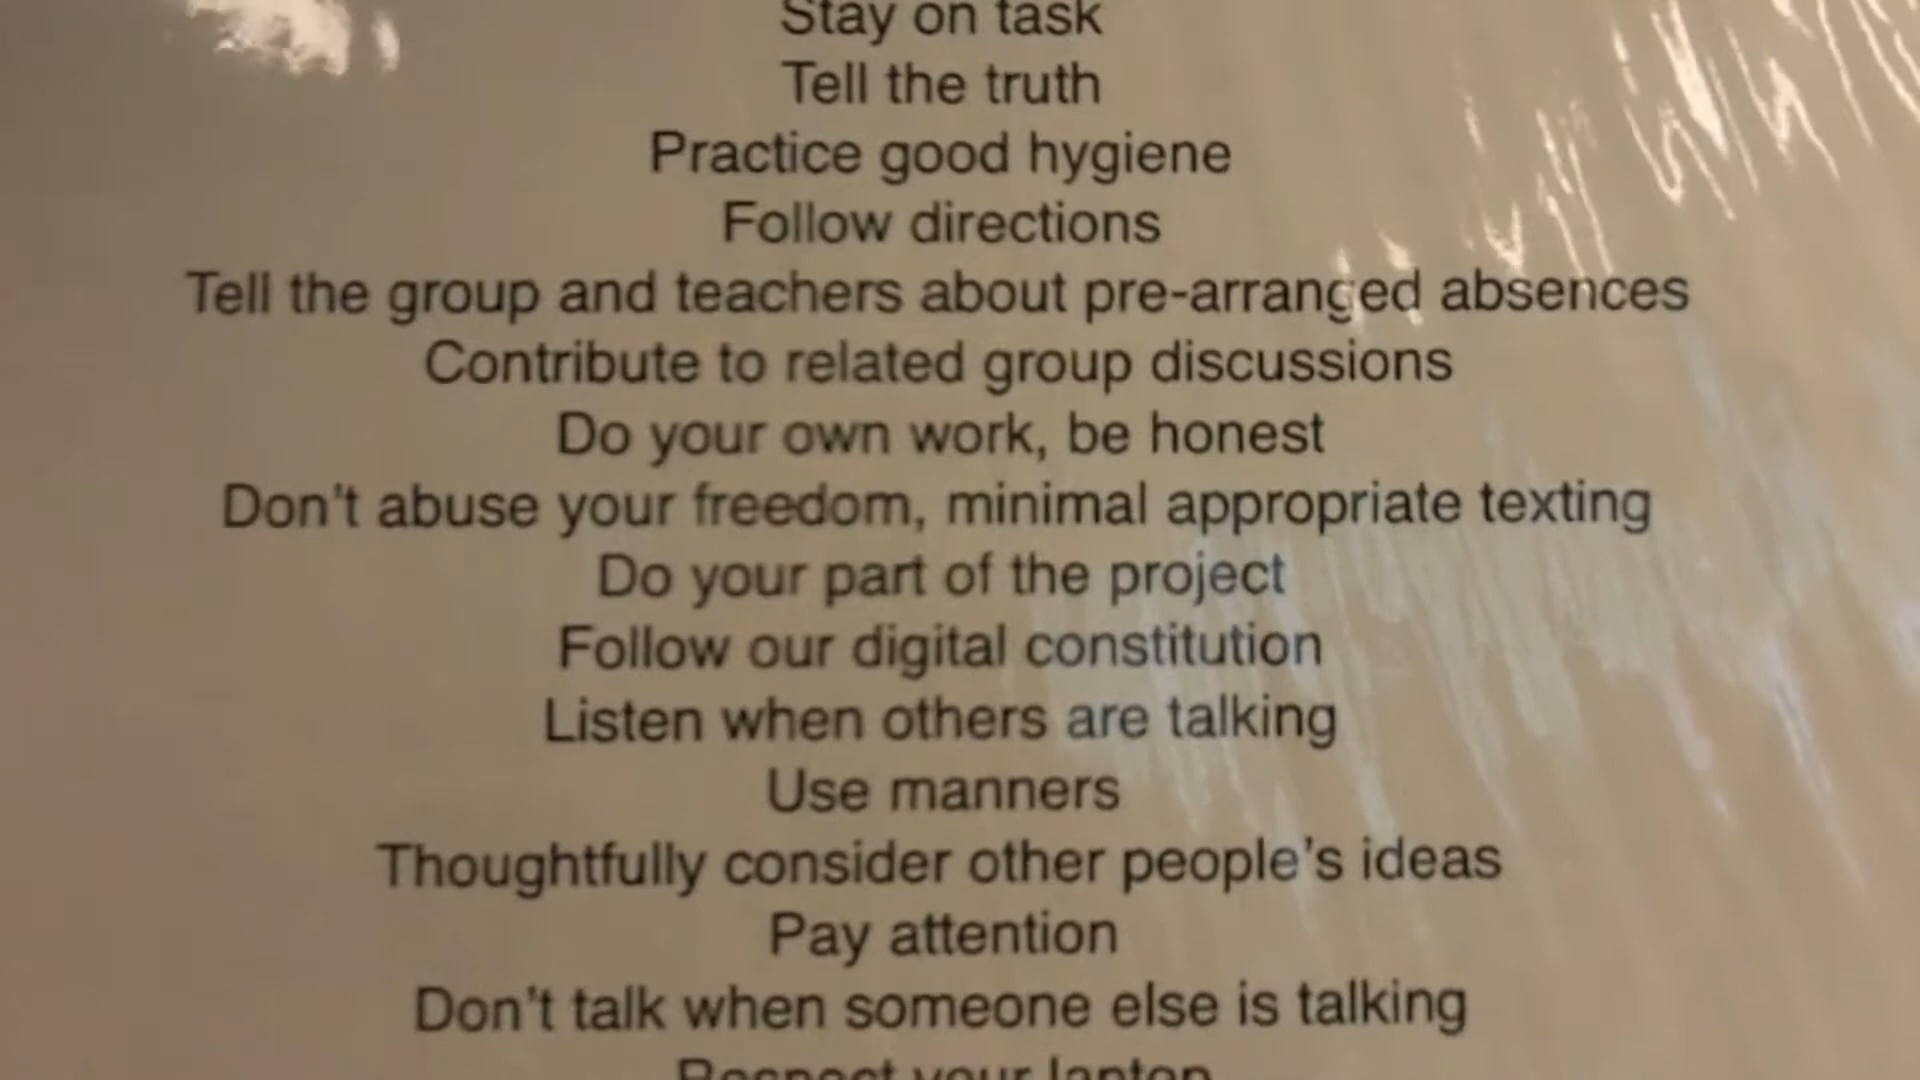 Stay on task
Tell the truth
Practice good hygiene
Follow directions
Tell the group and teachers about pre-arranged absences
Contribute to related group discussions
Do your own work, be honest
Don't abuse your freedom, minimal appropriate texting
Do your part of the project
Follow our digital constitution
Listen when others are talking
Use manners
Thoughtfully consider other people's ideas
Pay attention
Don't talk when someone else is talking
Respect your laptop